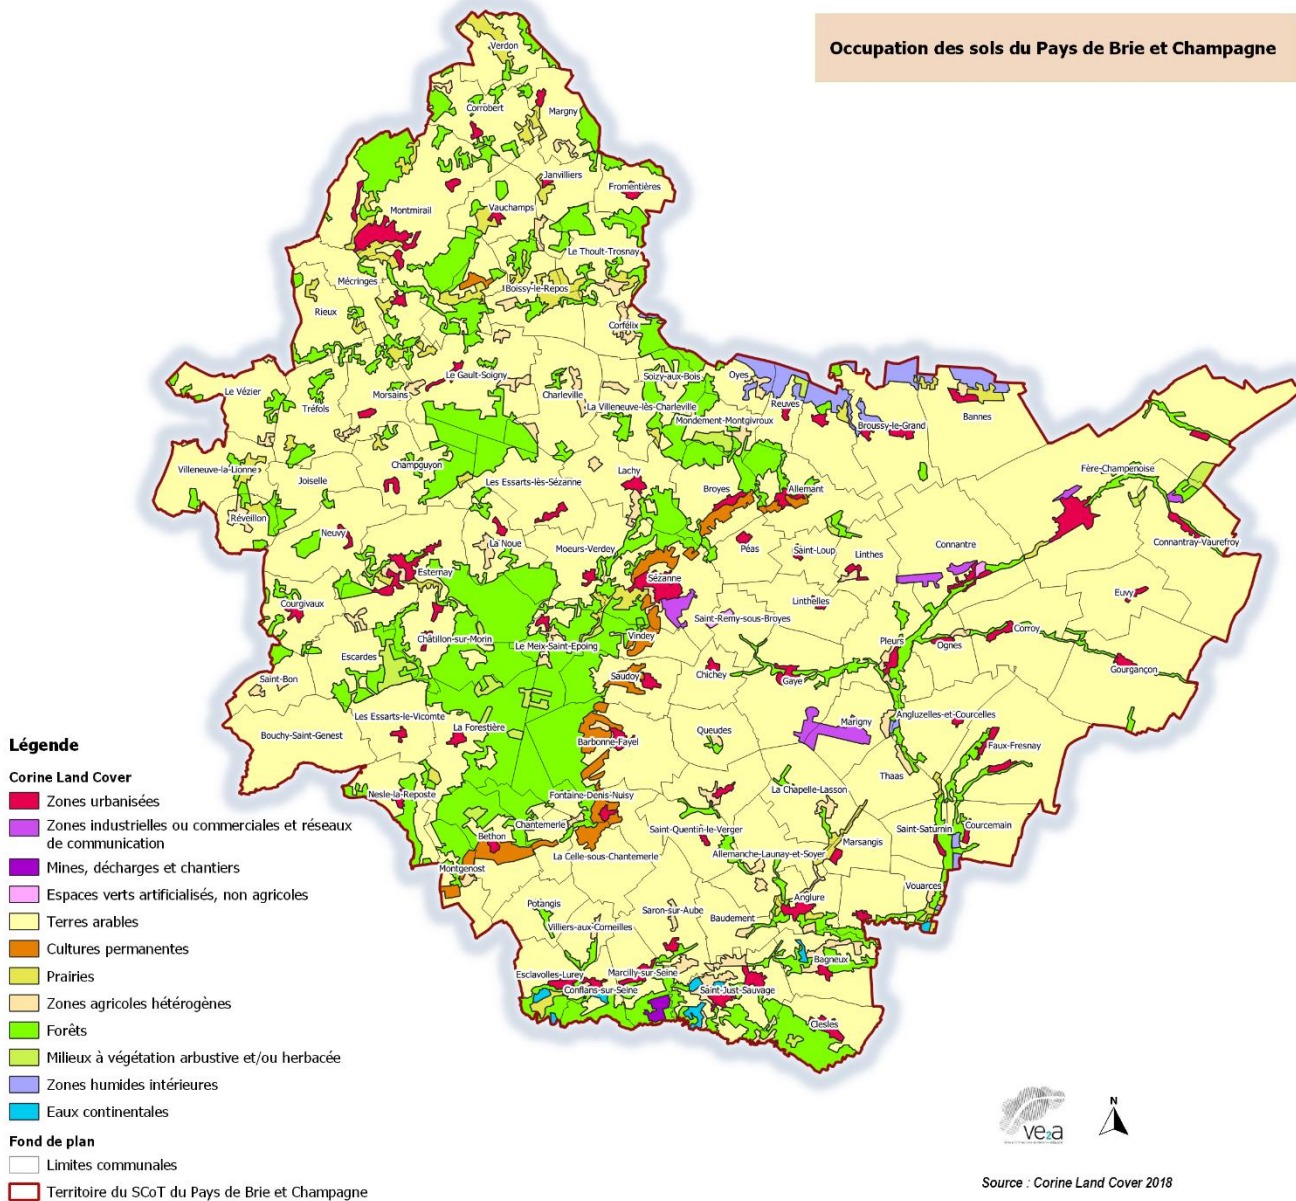 Occupation des sols du Pays de Brie et Champagne
Verdon
Corrobert
Margny
Janvilliers
Fromentières
Montmirail
Vauchamps
Le Thoult-Trosnay
Mécringes
Boissy-le-Repos
Rieux
Corfélix
Le Gault-Soigny
Soizy-aux-Bois
Oyes
Le Vézier
Morsains
Charleville
Tréfols
La Villeneuve-lès-Charleville
Reuves
Bannes
Mondement-Montgivroux
Broussy-le-Grand
Villeneuve-la-Lionne
Champguyon
Lachy
Fère-Champenoise
Joiselle
Les Essarts-lès-Sézanne
Broyes
Allemant
Réveillon
Neuvy
La Noue
Moeurs-Verdey
Péas
Saint-Loup
Linthes
Connantre
Connantray-Vaurefroy
Esternay
Sézanne
Euvy
Courgivaux
Linthelles
Saint-Remy-sous-Broyes
Châtillon-sur-Morin
Le Meix-Saint-Epoing
Vindey
Pleurs
Ognes
Corroy
Escardes
Gourgançon
Saint-Bon
Saudoy
Chichey
Gaye
Les Essarts-le-Vicomte
La Forestière
Marigny
Angluzelles-et-Courcelles
Bouchy-Saint-Genest
Barbonne-Fayel
Queudes
Faux-Fresnay
Thaas
Nesle-la-Reposte
Fontaine-Denis-Nuisy
La Chapelle-Lasson
Chantemerle
Saint-Quentin-le-Verger
Saint-Saturnin
Courcemain
Bethon
Marsangis
La Celle-sous-Chantemerle
Allemanche-Launay-et-Soyer
Montgenost
Vouarces
Potangis
Anglure
Saron-sur-Aube
Baudement
Villiers-aux-Corneilles
Bagneux
Esclavolles-Lurey
Marcilly-sur-Seine
Conflans-sur-Seine
Saint-Just-Sauvage
Clesles
Légende
Corine Land Cover
Zones urbanisées
Zones industrielles ou commerciales et réseaux
de communication
Mines, décharges et chantiers
Espaces verts artificialisés, non agricoles
Terres arables
Cultures permanentes
Prairies
Zones agricoles hétérogènes
Forêts
Milieux à végétation arbustive et/ou herbacée
Zones humides intérieures
Eaux continentales
Fond de plan
Limites communales
Territoire du SCoT du Pays de Brie et Champagne
ve2a
N
Source : Corine Land Cover 2018